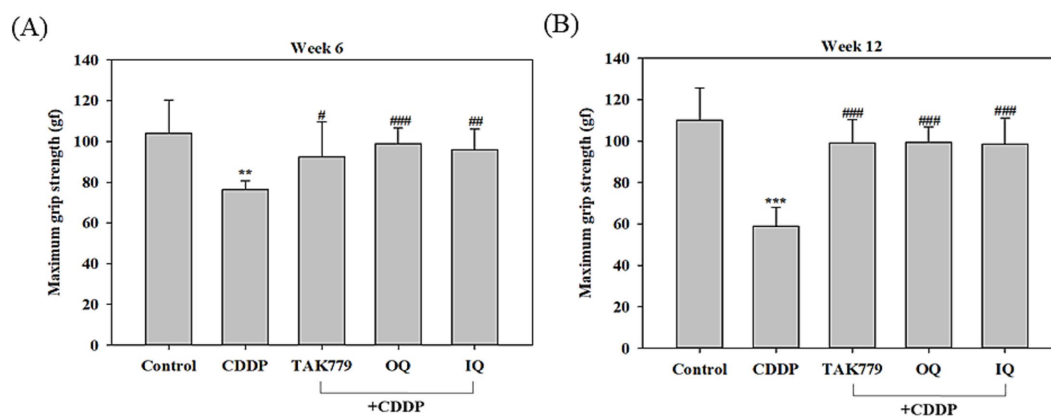 (A)
Week 6
Maximum grip strength (gf)
140
120
100
80
60
40
20
0
**
#
###
##
Control CDDP TAK779 OQ IQ
+CDDP
(B)
Week 12
Maximum grip strength (gf)
140
120
100
80
60
40
20
0
***
###
###
###
Control CDDP TAK779 OQ IQ
+CDDP